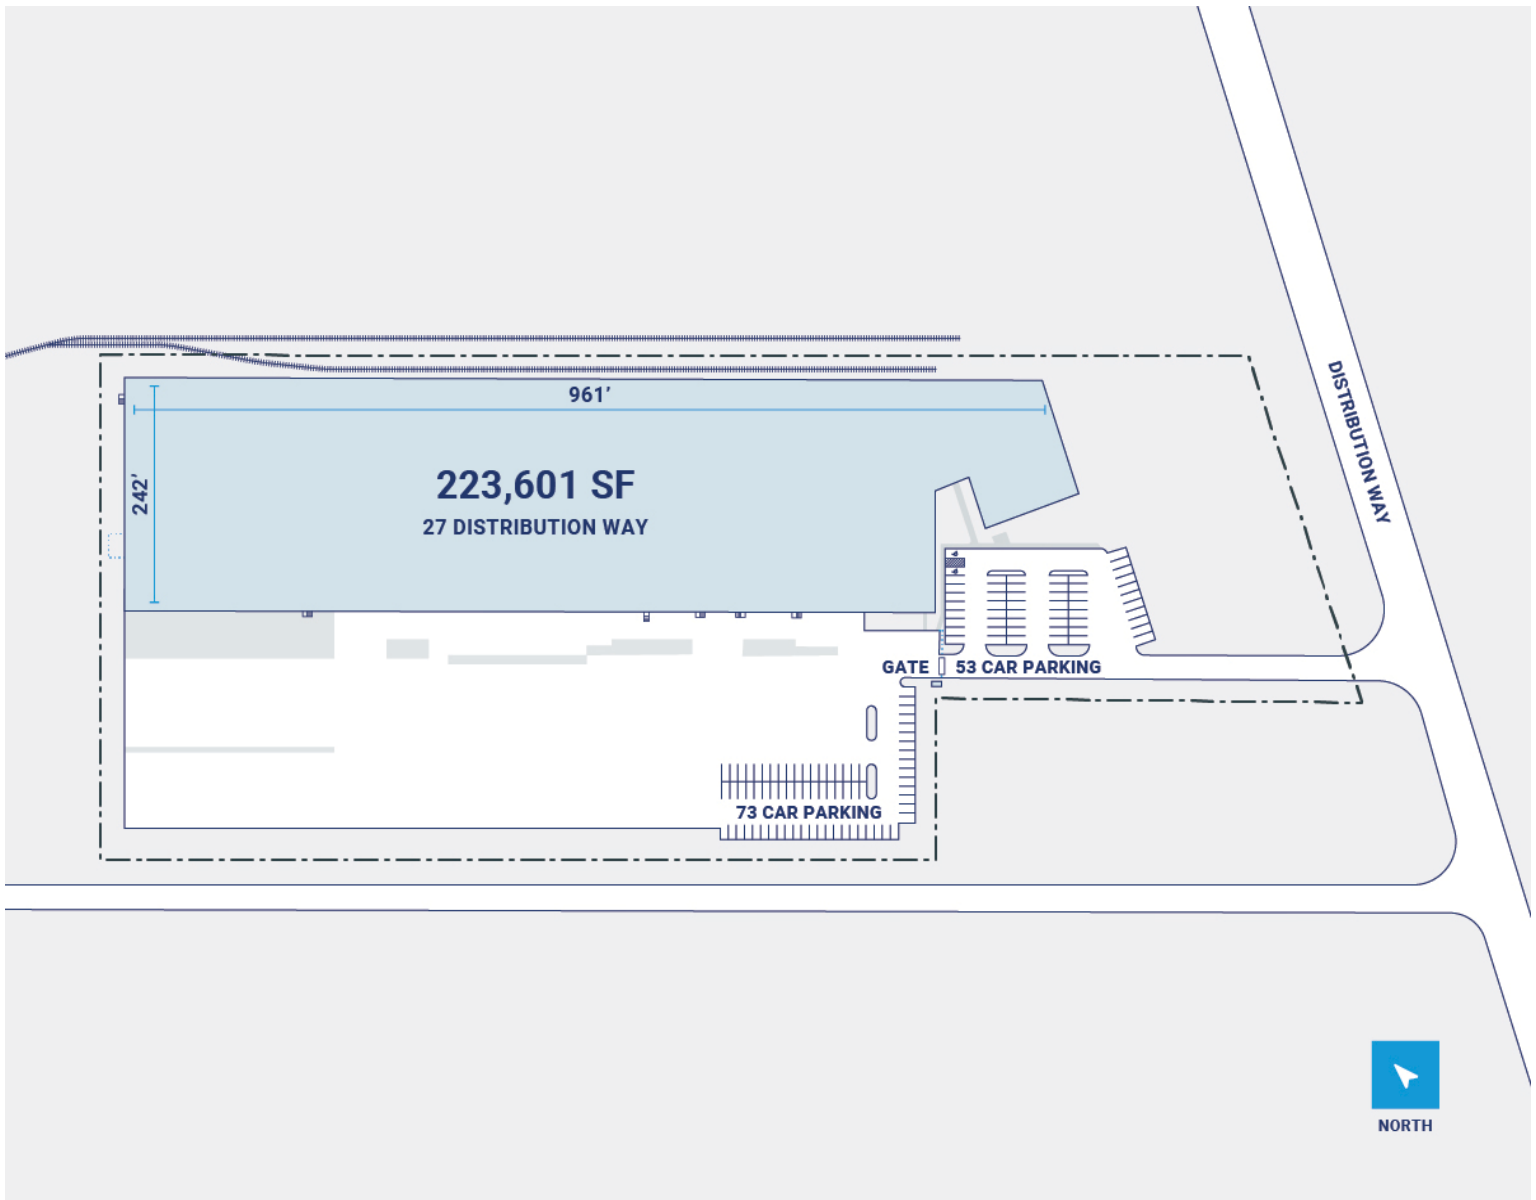 DISTRIBUTION WAY
961’
242’
223,601 SF
27 DISTRIBUTION WAY
GATE
53 CAR PARKING
73 CAR PARKING
NORTH